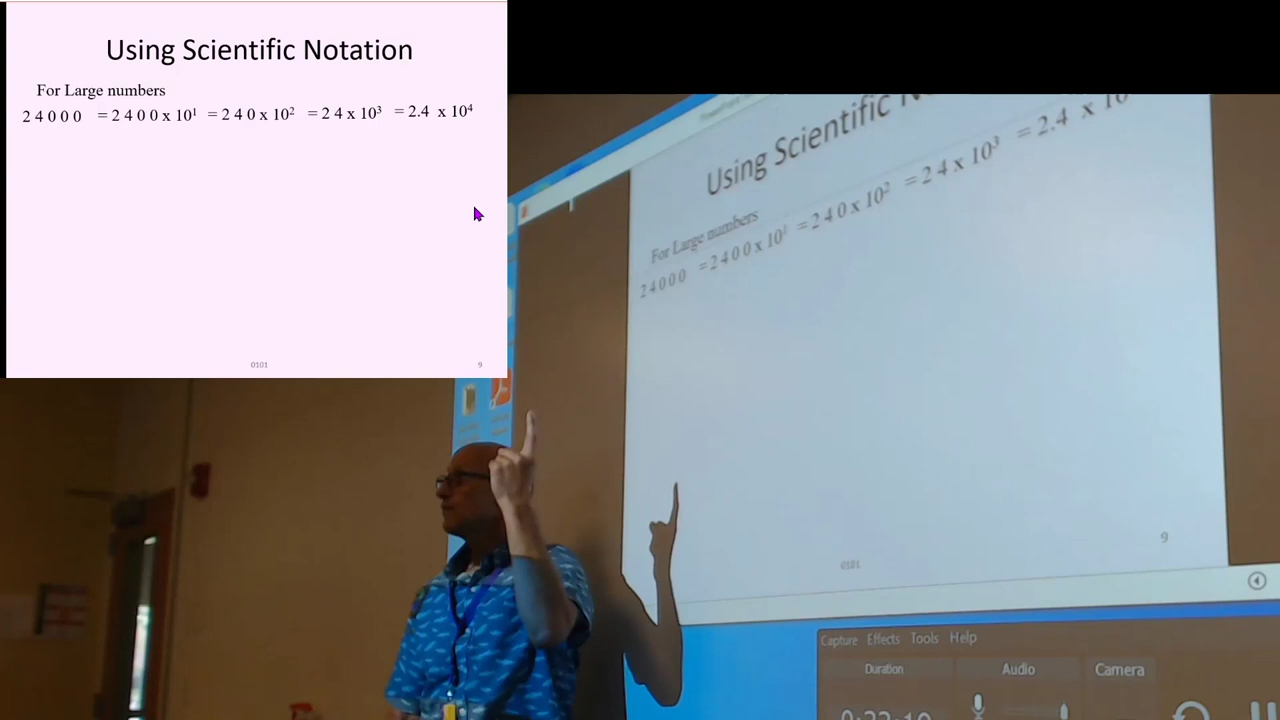 Using Scientific Notation
For Large numbers
2 4 0 0 0 = 2 4 0 0 x 10¹ = 2 4 0 x 10² = 2 4 x 10³ = 2.4 x 10⁴
0101
9
Using Scientific
For Large numbers
2 4 0 0 0 = 2 4 0 0 x 10¹ = 2 4 0 x 10² = 2 4 x 10³ = 2.4 x 10
0101
9
Capture Effects Tools Help
Duration Audio Camera